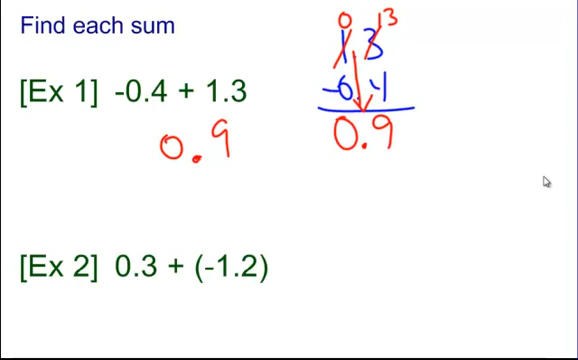 Find each sum
0 13
1.3
[Ex 1] -0.4 + 1.3
-0.4
0.9
0.9
[Ex 2] 0.3 + (-1.2)